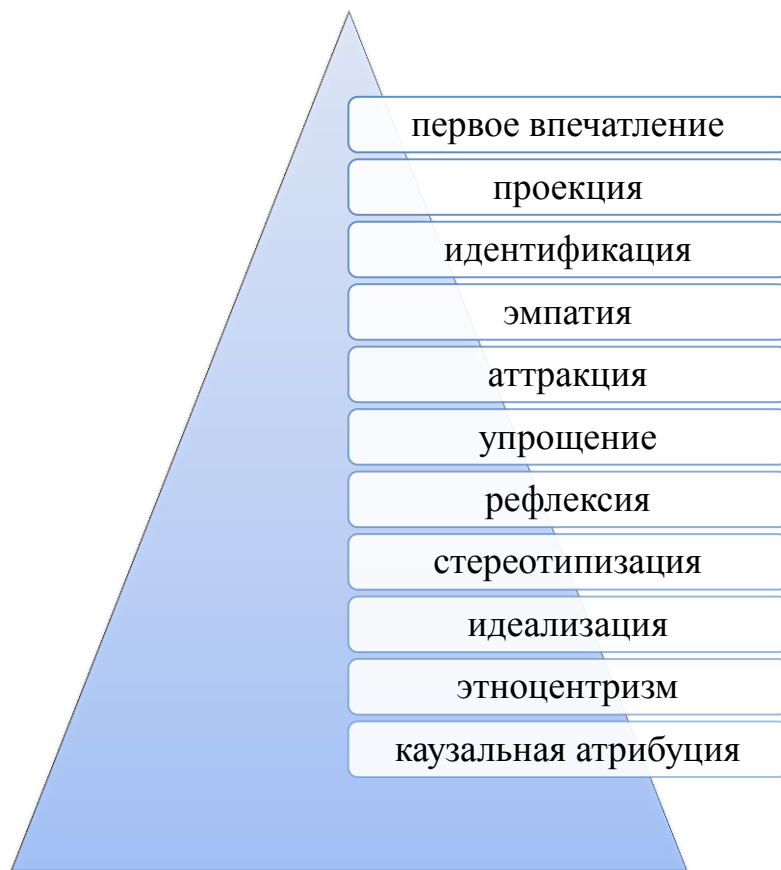 первое впечатление
проекция
идентификация
эмпатия
аттракция
упрощение
рефлексия
стереотипизация
идеализация
этноцентризм
каузальная атрибуция